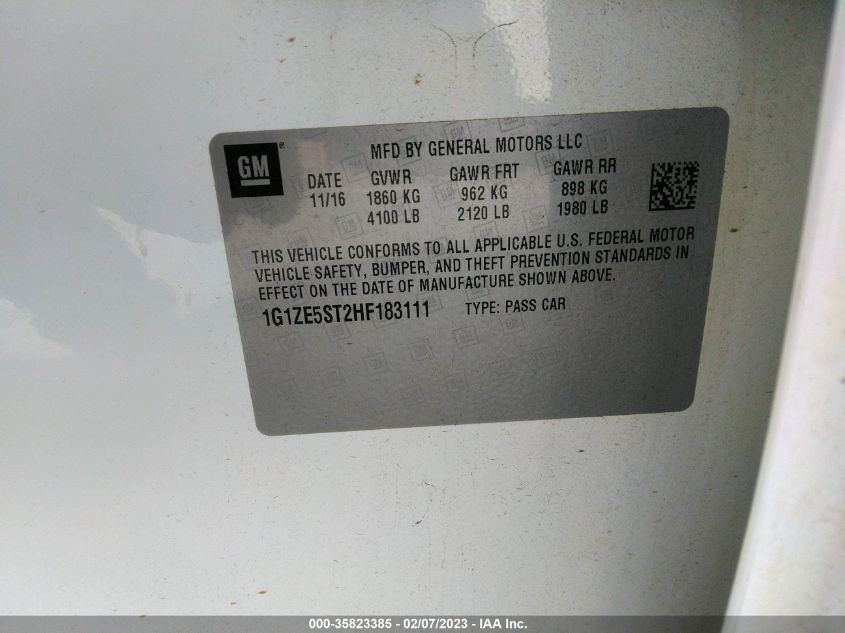 GM
MFD BY GENERAL MOTORS LLC
DATE GVWR GAWR FRT GAWR RR
11/16 1860 KG 962 KG 898 KG
4100 LB 2120 LB 1980 LB
THIS VEHICLE CONFORMS TO ALL APPLICABLE U.S. FEDERAL MOTOR
VEHICLE SAFETY, BUMPER, AND THEFT PREVENTION STANDARDS IN
EFFECT ON THE DATE OF MANUFACTURE SHOWN ABOVE.
1G1ZE5ST2HF183111 TYPE: PASS CAR
000-35823385 - 02/07/2023 - IAA Inc.